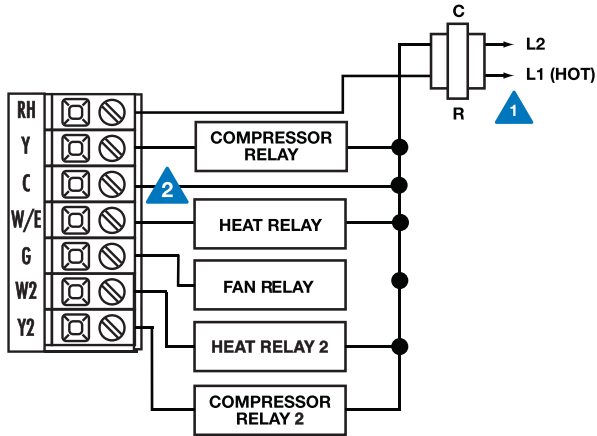 C
L2
L1 (HOT)
1
R
RH
Y
COMPRESSOR
RELAY
C
2
W/E
HEAT RELAY
G
FAN RELAY
W2
HEAT RELAY 2
Y2
COMPRESSOR
RELAY 2